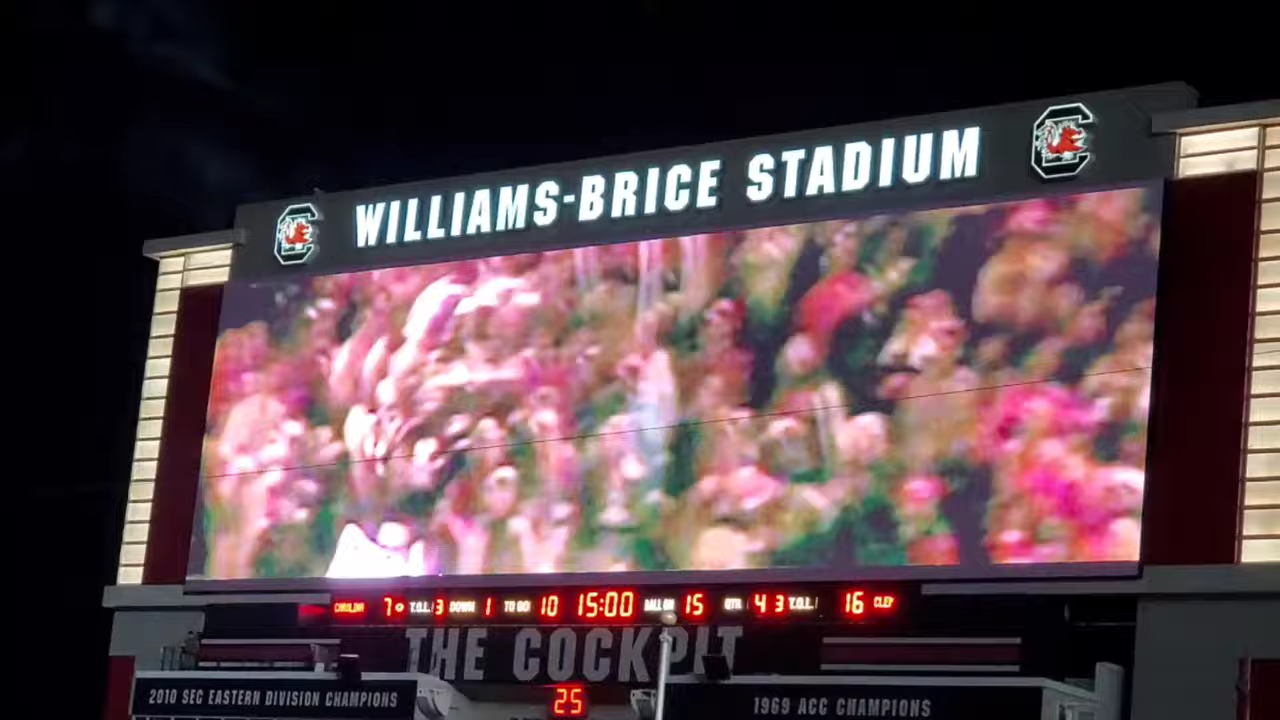 WILLIAMS-BRICE STADIUM
CAROLINA 7 T.O.L. 3 DOWN 1 TO GO 10 15:00 BALL ON 15 QTR 4 3 T.O.L. 16 CLEM
THE COCKPIT
25
2010 SEC EASTERN DIVISION CHAMPIONS
1969 ACC CHAMPIONS